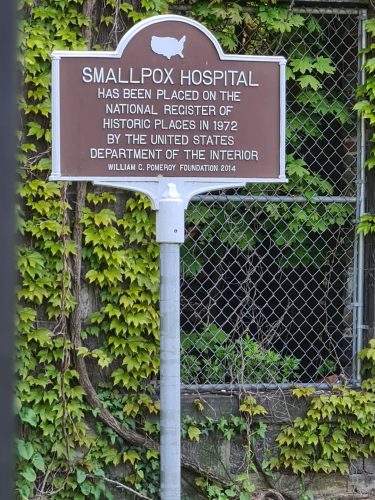 SMALLPOX HOSPITAL
HAS BEEN PLACED ON THE
NATIONAL REGISTER OF
HISTORIC PLACES IN 1972
BY THE UNITED STATES
DEPARTMENT OF THE INTERIOR
WILLIAM C. POMEROY FOUNDATION 2014